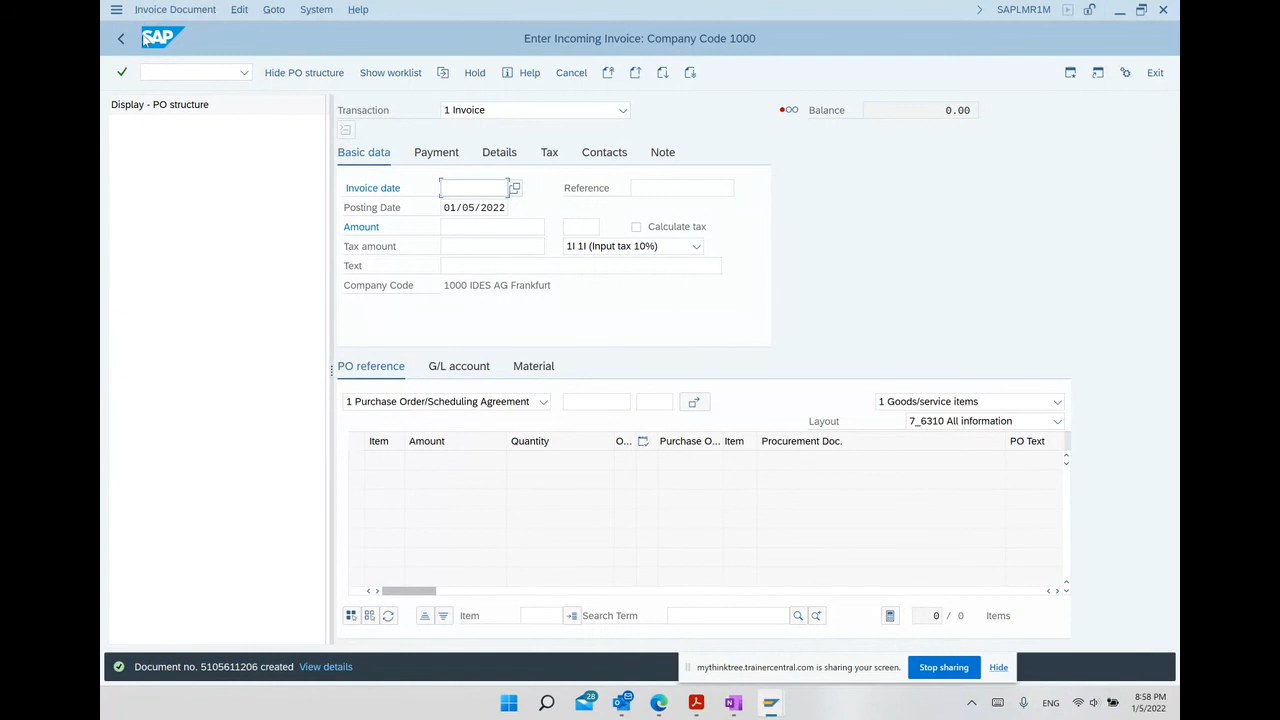 Invoice Document Edit Goto System Help SAPLMR1M
SAP Enter Incoming Invoice: Company Code 1000
Hide PO structure Show worklist Hold Help Cancel Exit
Display - PO structure
Transaction 1 Invoice Balance 0.00
Basic data Payment Details Tax Contacts Note
Invoice date Reference
Posting Date 01/05/2022
Amount Calculate tax
Tax amount 1I 1I (Input tax 10%)
Text
Company Code 1000 IDES AG Frankfurt
PO reference G/L account Material
1 Purchase Order/Scheduling Agreement 1 Goods/service items
Layout 7_6310 All information
Item Amount Quantity O... Purchase O... Item Procurement Doc. PO Text
Item Search Term 0 / 0 Items
Document no. 5105611206 created View details
mythinktree.trainercentral.com is sharing your screen. Stop sharing Hide
28 ENG 8:58 PM
1/5/2022